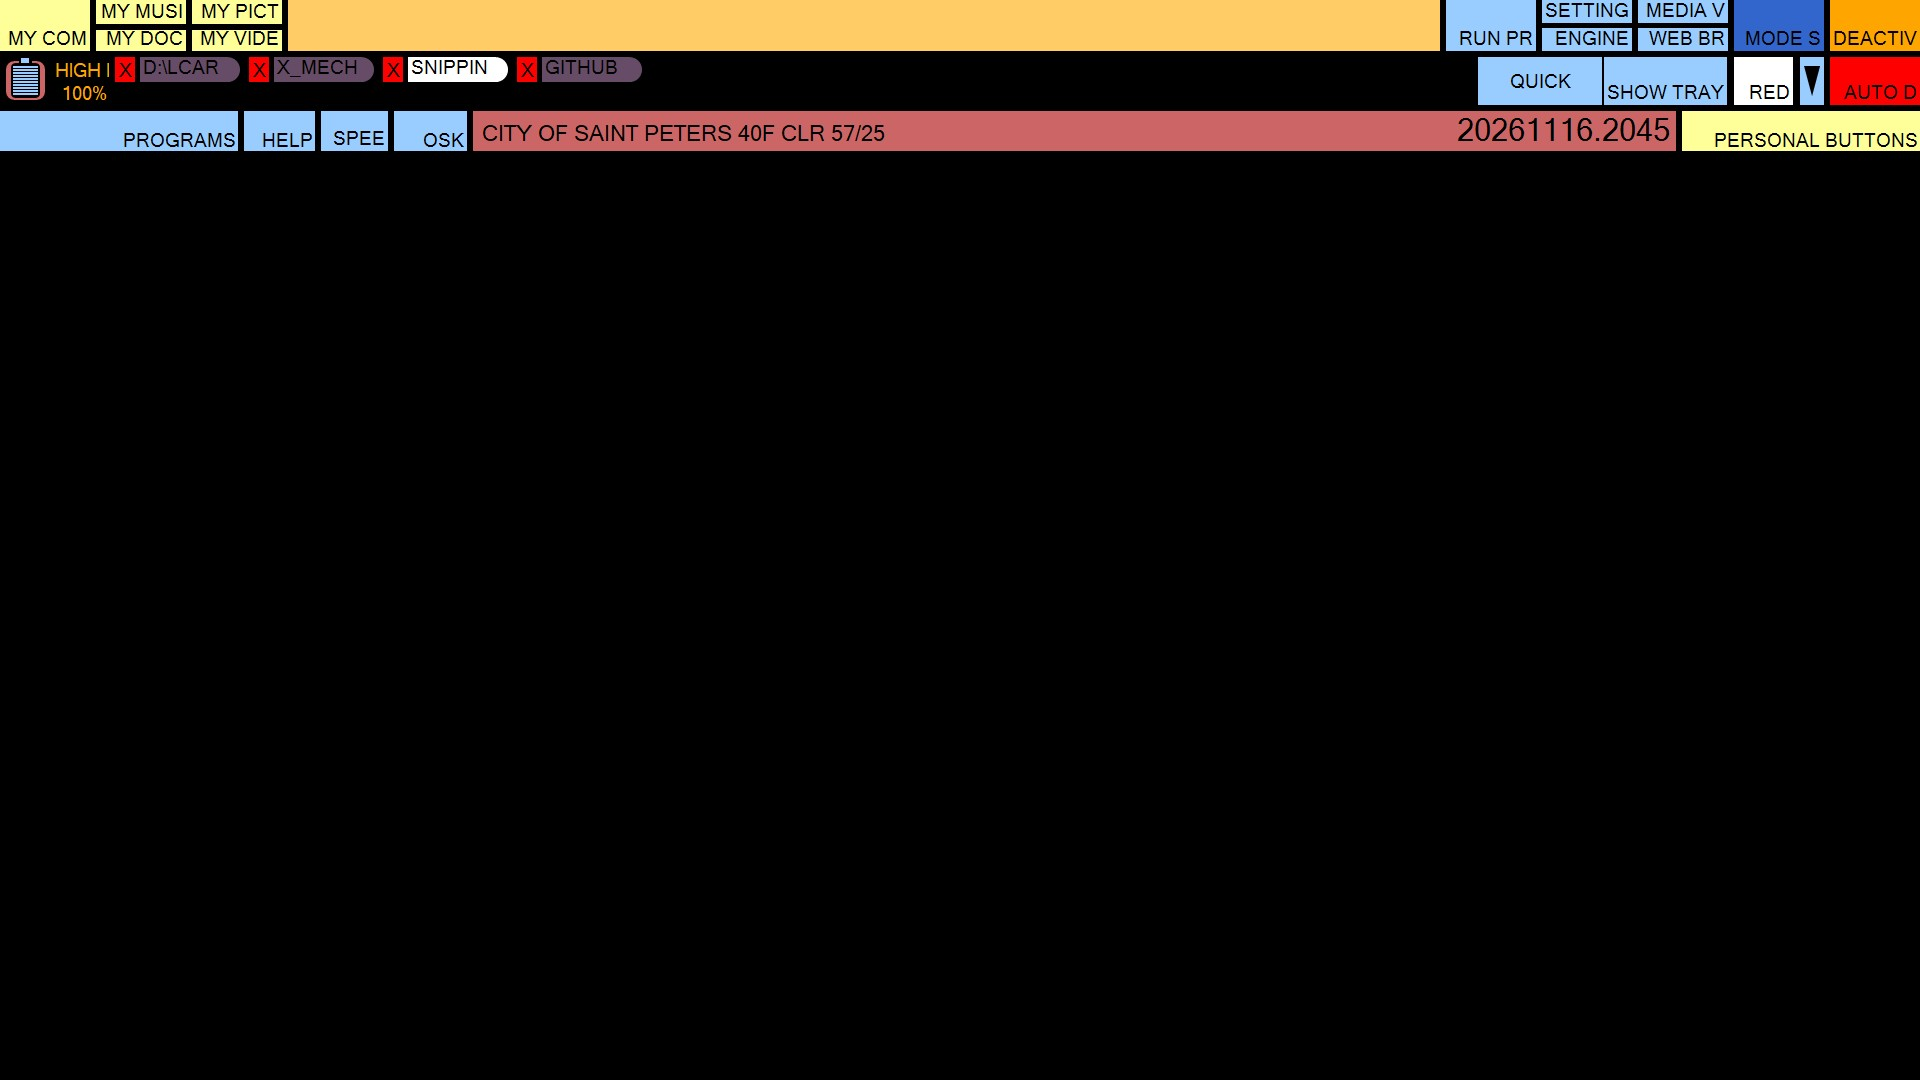 MY COM
MY MUSI
MY PICT
MY DOC
MY VIDE
RUN PR
SETTING
MEDIA V
ENGINE
WEB BR
MODE S
DEACTIV
HIGH I
100%
X D:\LCAR
X X_MECH
X SNIPPIN
X GITHUB
QUICK
SHOW TRAY
RED
AUTO D
PROGRAMS
HELP
SPEE
OSK
CITY OF SAINT PETERS 40F CLR 57/25
20261116.2045
PERSONAL BUTTONS